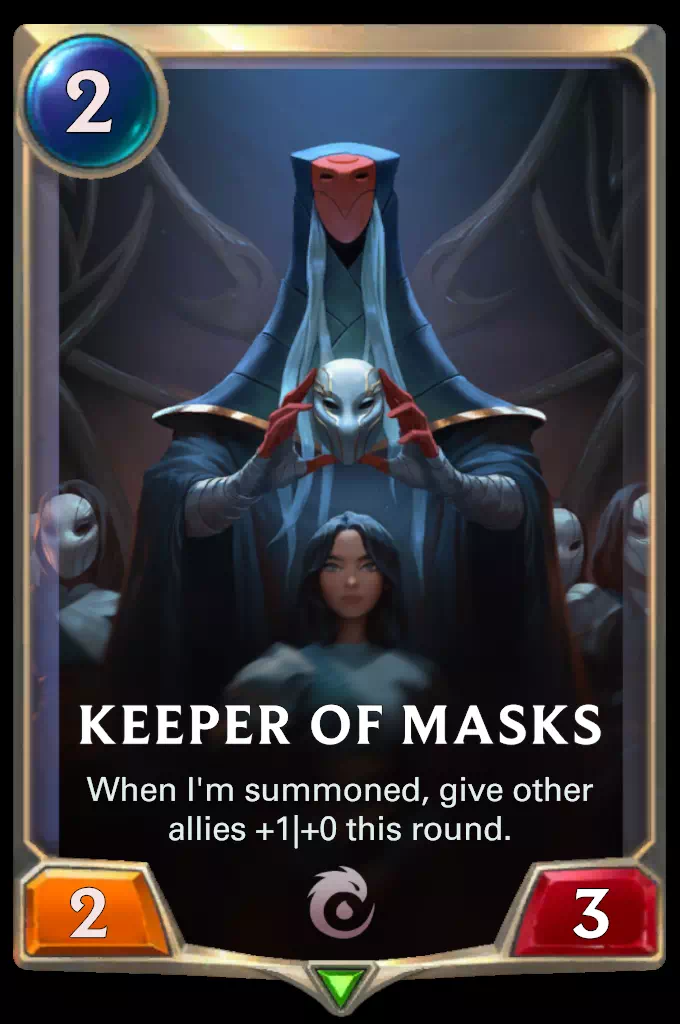 2
KEEPER OF MASKS
When I'm summoned, give other
allies +1|+0 this round.
2
3